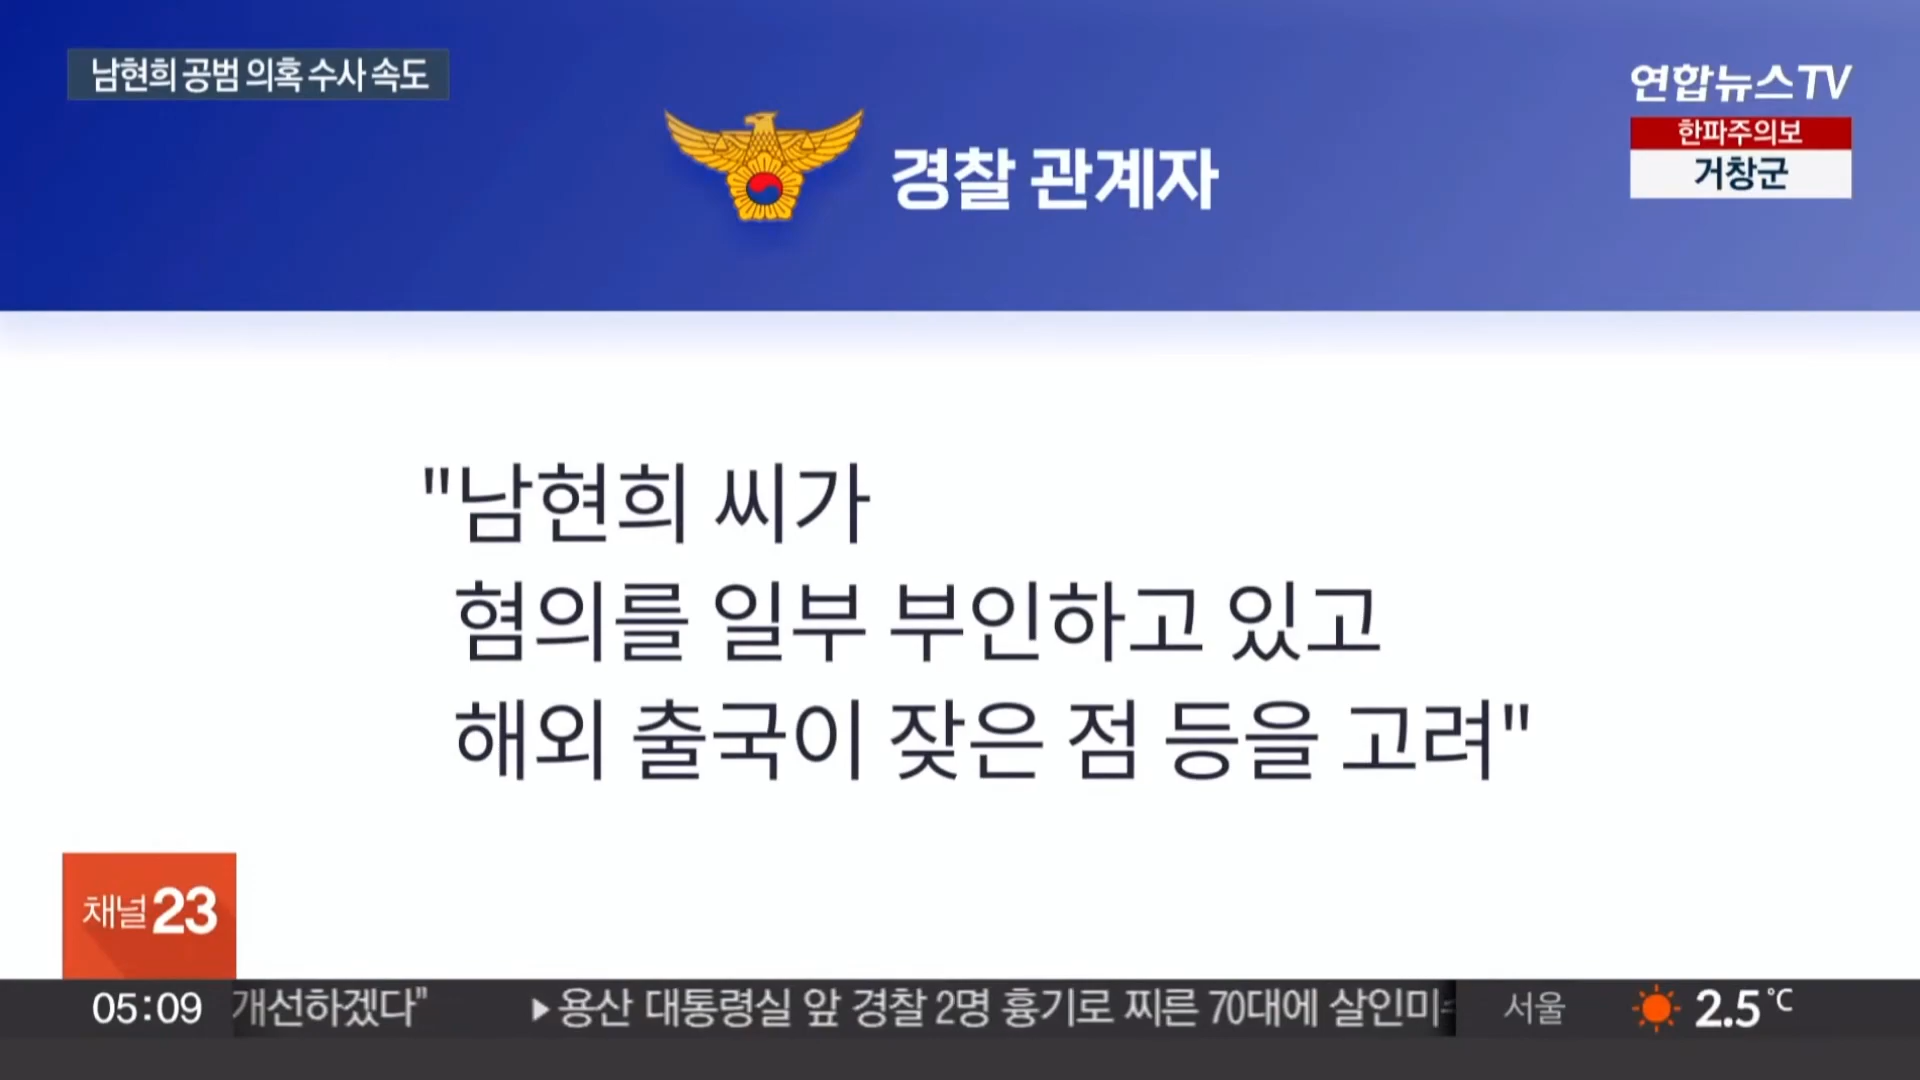 남현희 공범 의혹 수사 속도
연합뉴스TV
한파주의보
거창군
경찰 관계자
"남현희 씨가
혐의를 일부 부인하고 있고
해외 출국이 잦은 점 등을 고려"
채널 23
05:09 개선하겠다" ▶용산 대통령실 앞 경찰 2명 흉기로 찌른 70대에 살인미 서울 2.5℃